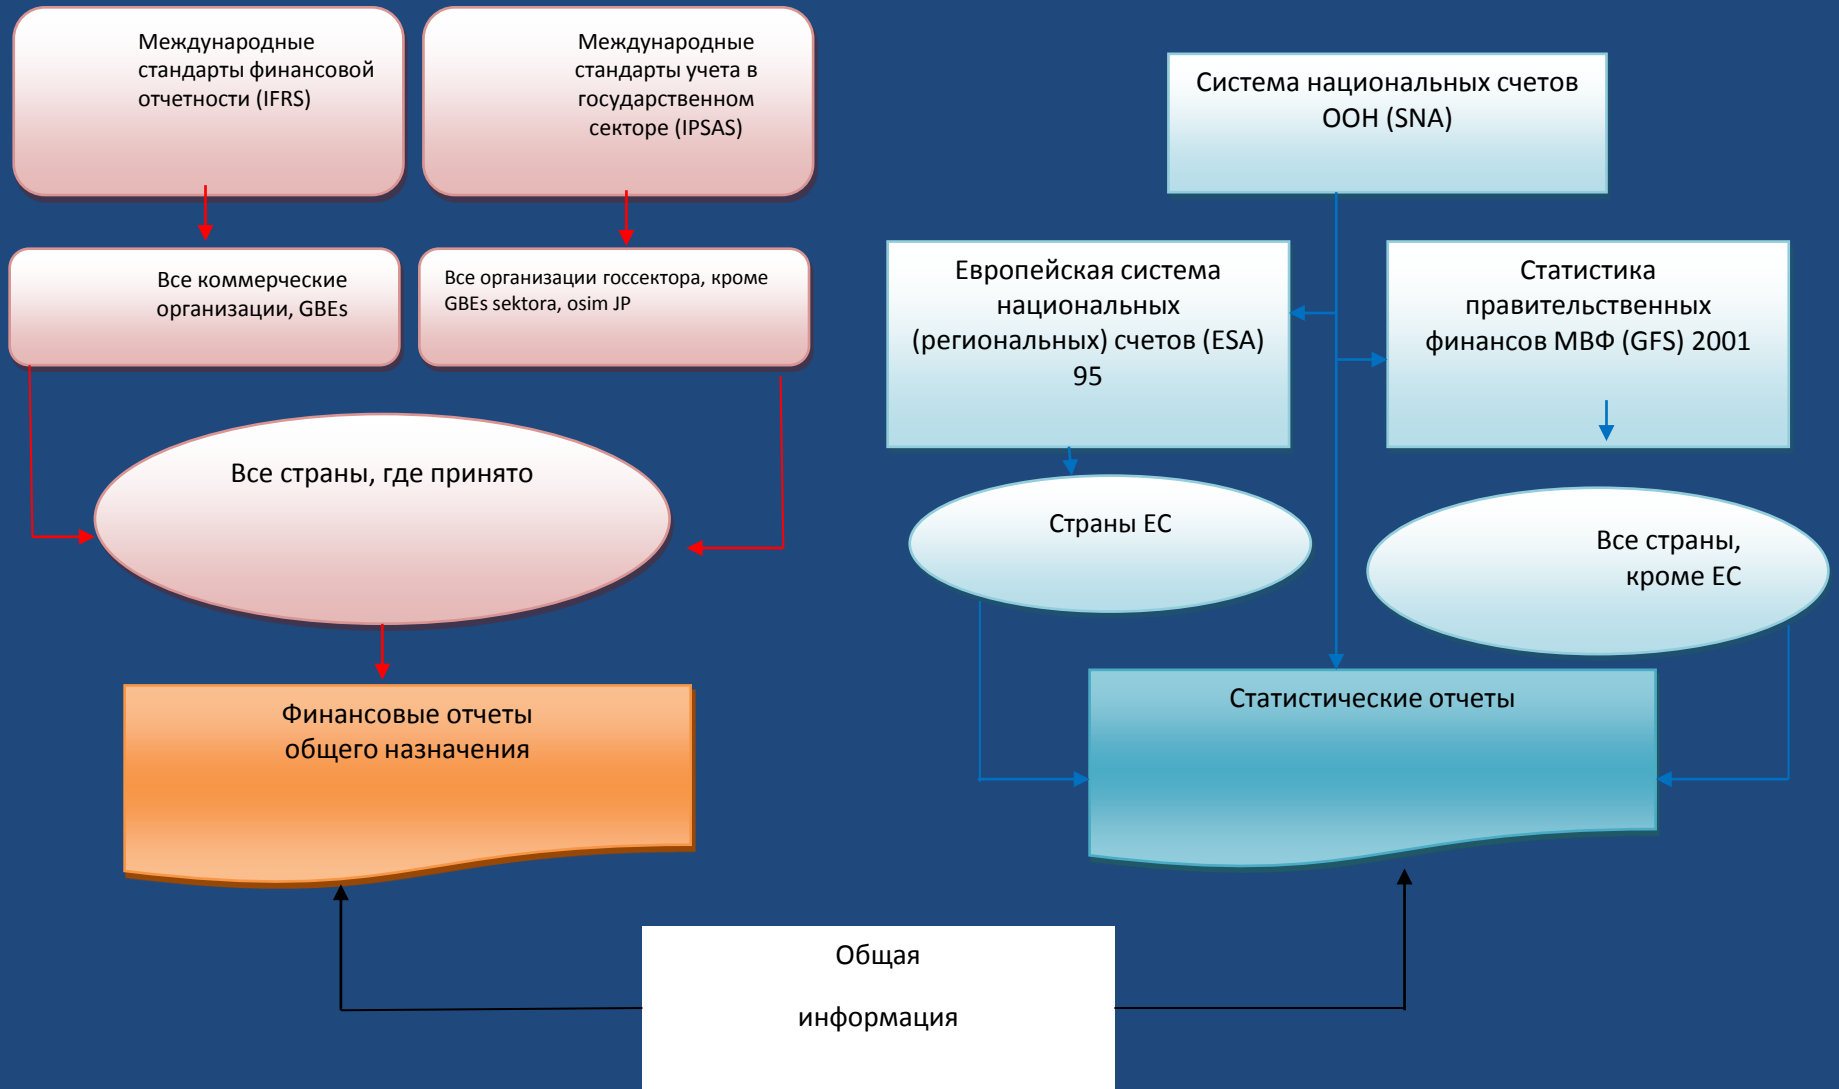 Международные
стандарты финансовой
отчетности (IFRS)
Международные
стандарты учета в
государственном
секторе (IPSAS)
Система национальных счетов
ООН (SNA)
Все коммерческие
организации, GBEs
Все организации госсектора, кроме
GBEs sektora, osim JP
Европейская система
национальных
(региональных) счетов (ESA)
95
Статистика
правительственных
финансов МВФ (GFS) 2001
Все страны, где принято
Страны ЕС
Все страны,
кроме ЕС
Финансовые отчеты
общего назначения
Статистические отчеты
Общая
информация